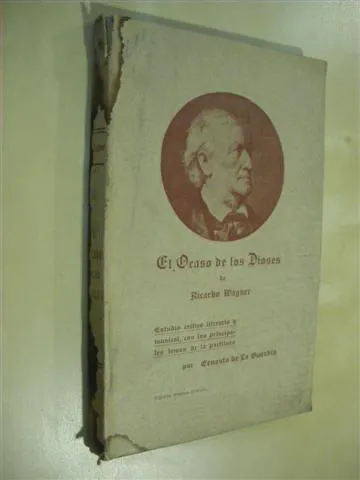 El Ocaso de los Dioses
de
Ricardo Wagner
Estudio crítico literario y
musical, con los principa-
les temas de la partitura
por Ernesto de La Guardia